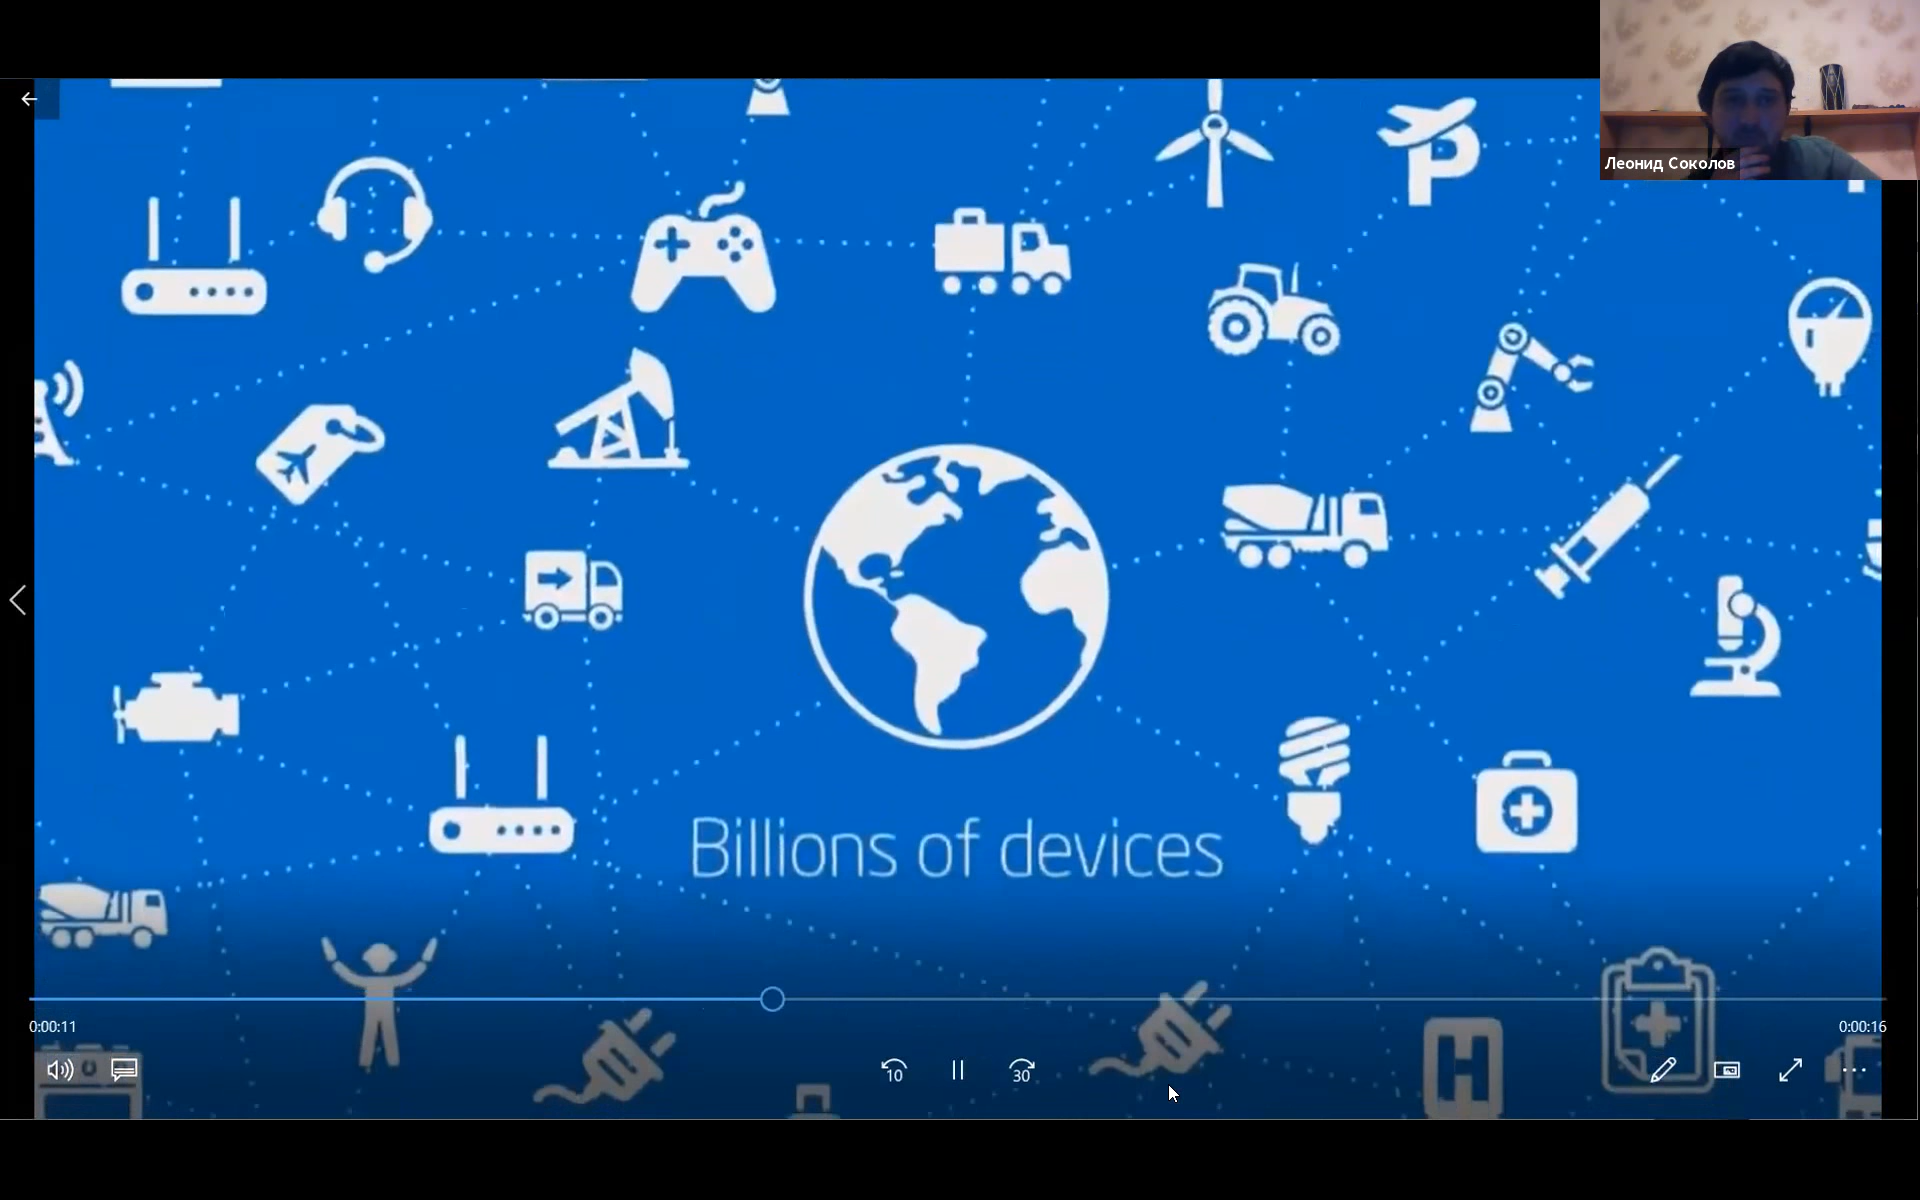 Леонид Соколов
P
Billions of devices
0:00:11
0:00:16
10
30
H